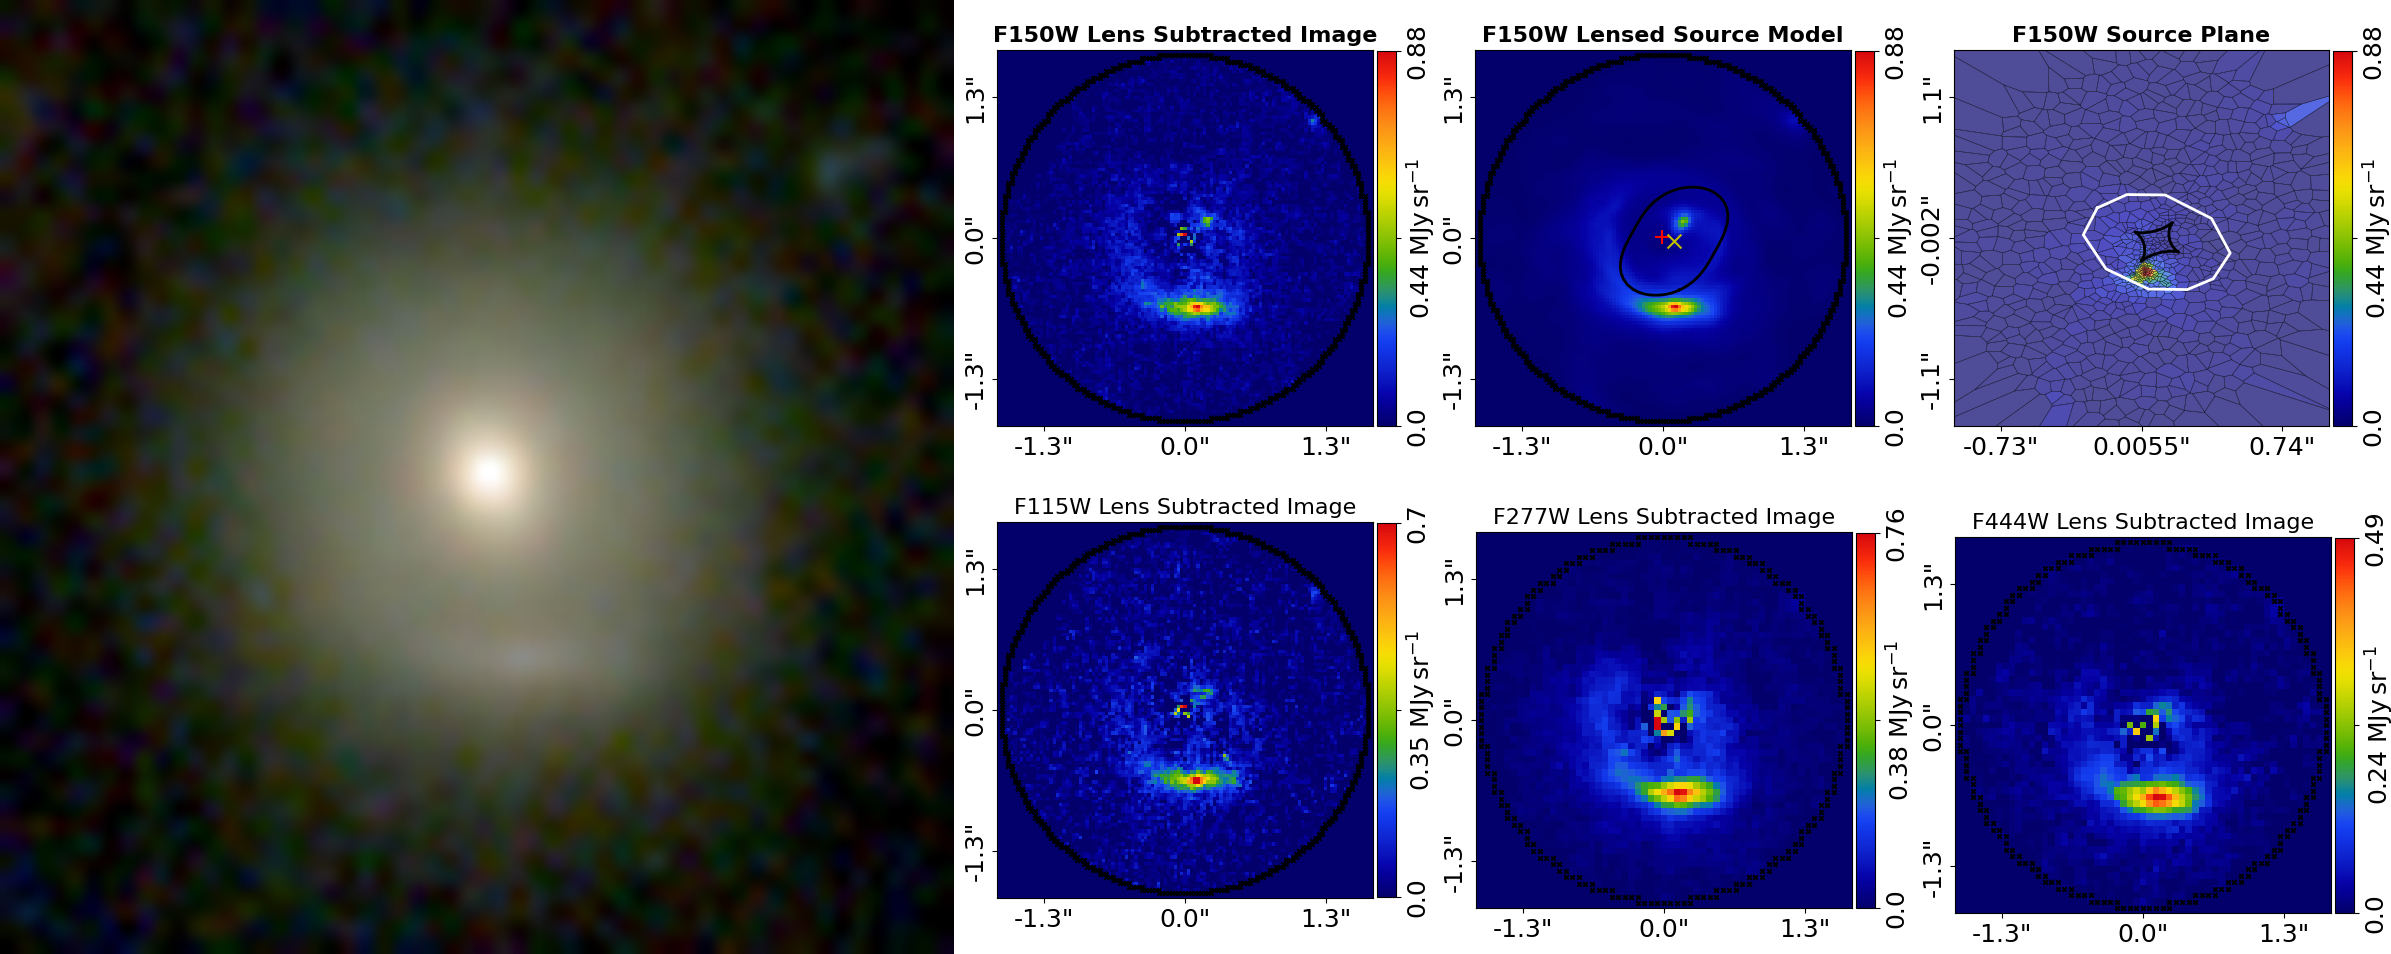 F150W Lens Subtracted Image
1.3"
0.0"
-1.3"
-1.3" 0.0" 1.3"
0.88
0.44 MJy sr⁻¹
0.0
F150W Lensed Source Model
1.3"
0.0"
-1.3"
-1.3" 0.0" 1.3"
0.88
0.44 MJy sr⁻¹
0.0
F150W Source Plane
1.1"
-0.002"
-1.1"
-0.73" 0.0055" 0.74"
0.88
0.44 MJy sr⁻¹
0.0
F115W Lens Subtracted Image
1.3"
0.0"
-1.3"
-1.3" 0.0" 1.3"
0.7
0.35 MJy sr⁻¹
0.0
F277W Lens Subtracted Image
1.3"
0.0"
-1.3"
-1.3" 0.0" 1.3"
0.76
0.38 MJy sr⁻¹
0.0
F444W Lens Subtracted Image
1.3"
0.0"
-1.3"
-1.3" 0.0" 1.3"
0.49
0.24 MJy sr⁻¹
0.0